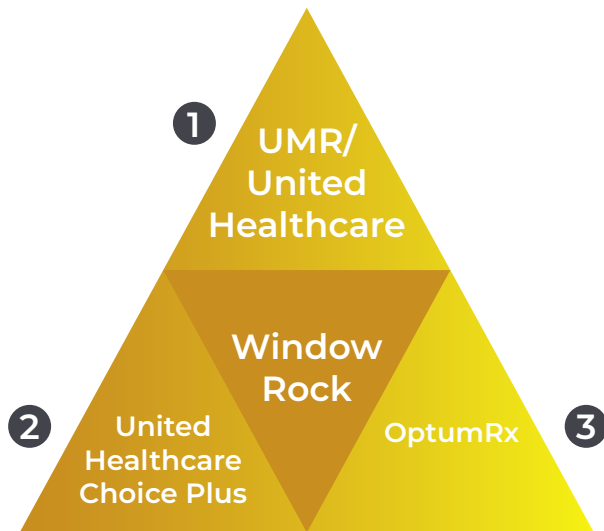 1
UMR/
United
Healthcare
Window
Rock
2
United
Healthcare
Choice Plus
3
OptumRx